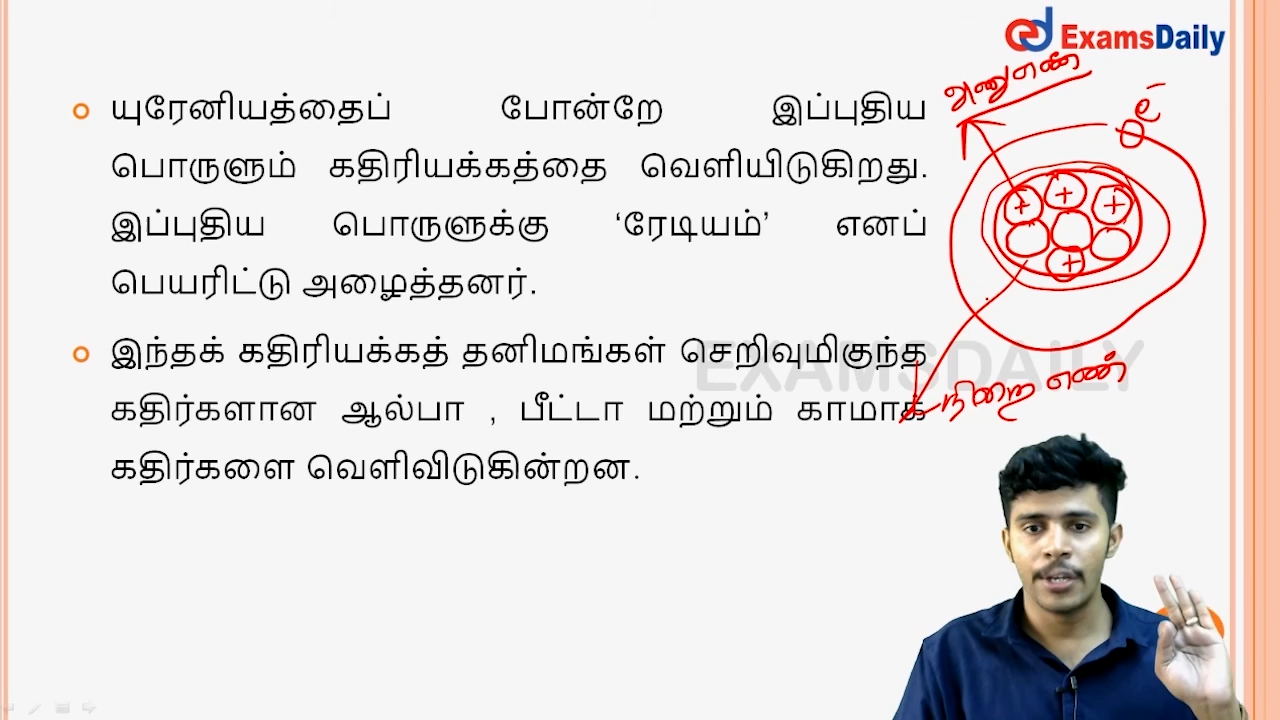 ExamsDaily
யுரேனியத்தைப் போன்றே இப்புதிய
பொருளும் கதிரியக்கத்தை வெளியிடுகிறது.
இப்புதிய பொருளுக்கு ‘ரேடியம்’ எனப்
பெயரிட்டு அழைத்தனர்.
இந்தக் கதிரியக்கத் தனிமங்கள் செறிவுமிகுந்த
கதிர்களான ஆல்பா , பீட்டா மற்றும் காமாக்
கதிர்களை வெளிவிடுகின்றன.
அணு எண்
e⁻
+ + +
+
நிறை எண்
EXAMSDAILY